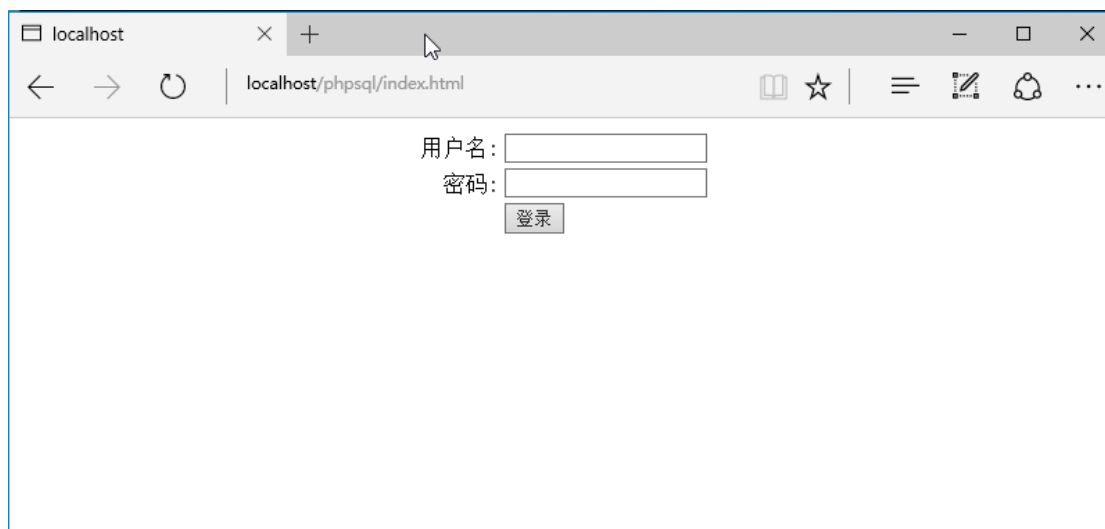 localhost
localhost/phpsql/index.html
用户名:
密码:
登录